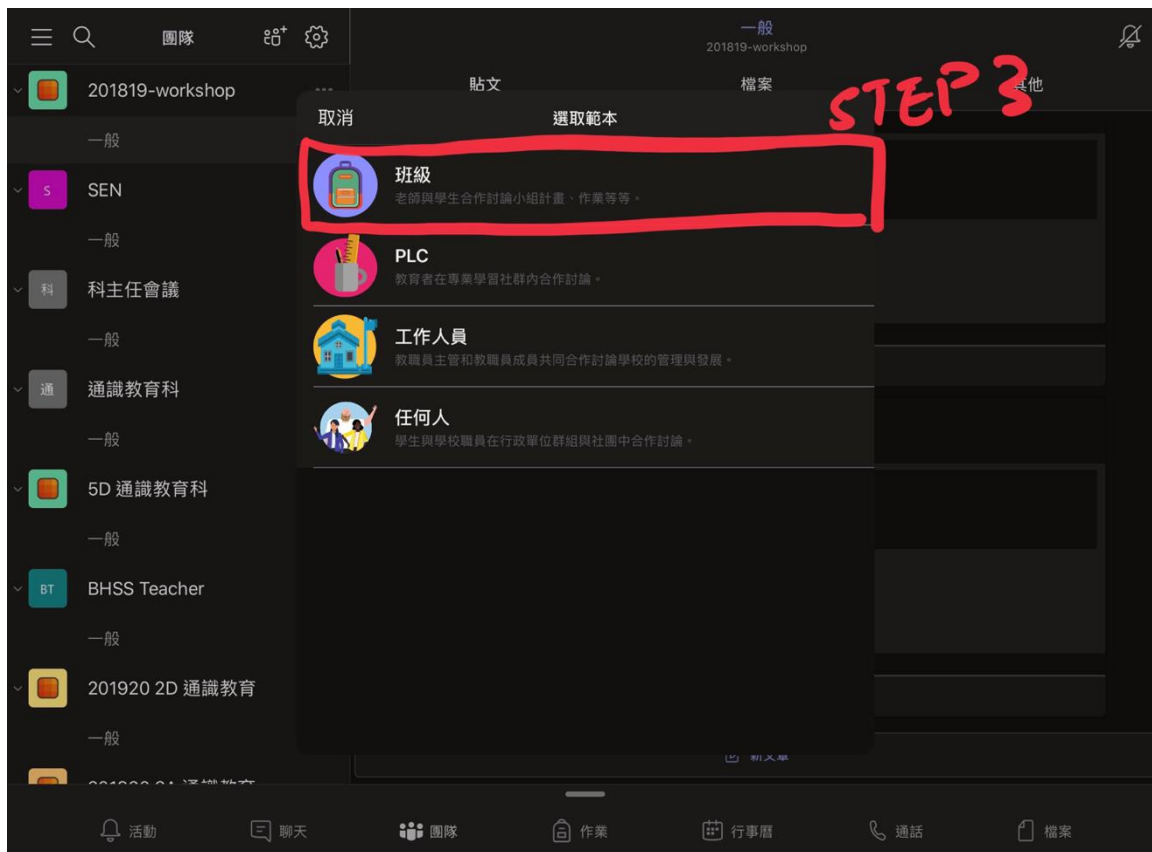 團隊
一般
201819-workshop
貼文
檔案
其他
STEP 3
201819-workshop
一般
S
SEN
一般
科
科主任會議
一般
通
通識教育科
一般
5D 通識教育科
一般
BT
BHSS Teacher
一般
201920 2D 通識教育
一般
取消
選取範本
班級
老師與學生合作討論小組計畫、作業等等。
PLC
教育者在專業學習社群內合作討論。
工作人員
教職員主管和教職員成員共同合作討論學校的管理與發展。
任何人
學生與學校職員在行政單位群組與社團中合作討論。
新文章
活動
聊天
團隊
作業
行事曆
通話
檔案